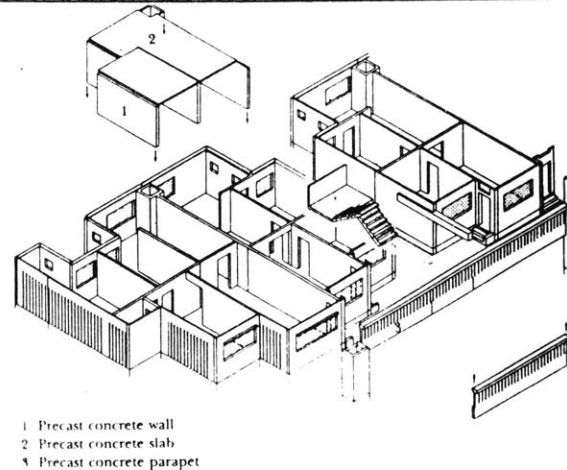 2
1
1 Precast concrete wall
2 Precast concrete slab
3 Precast concrete parapet